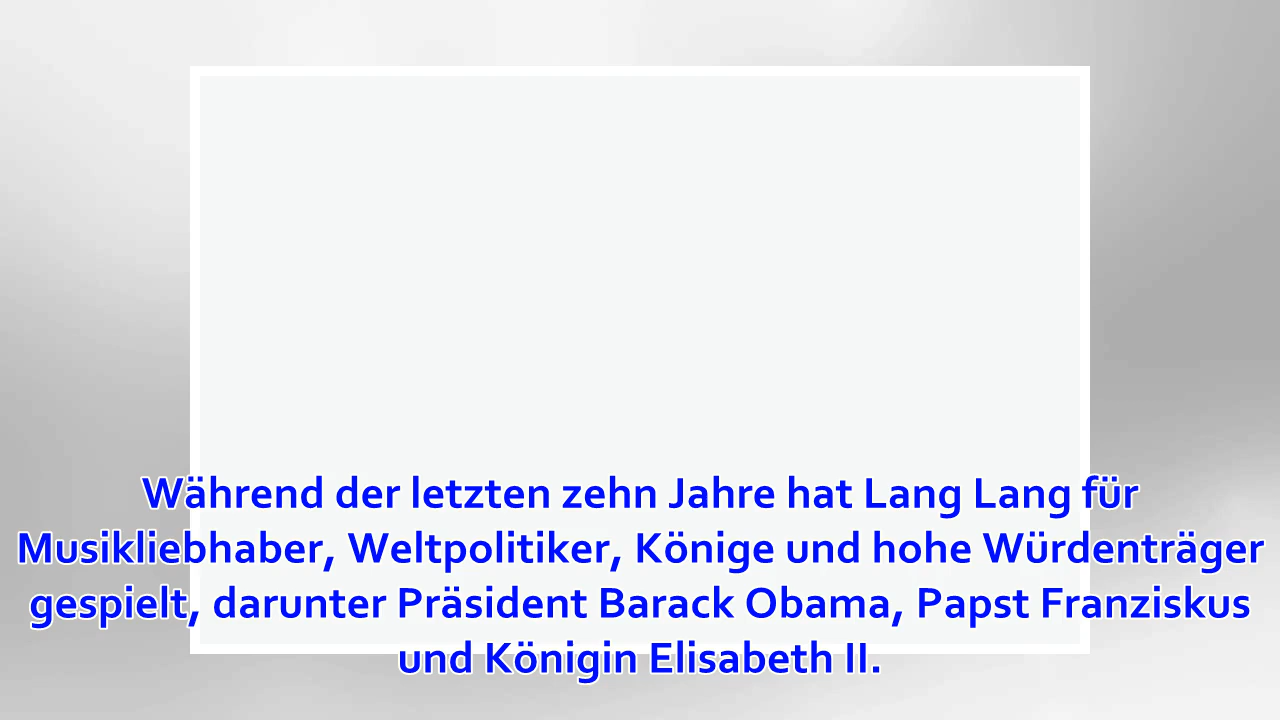 Während der letzten zehn Jahre hat Lang Lang für
Musikliebhaber, Weltpolitiker, Könige und hohe Würdenträger
gespielt, darunter Präsident Barack Obama, Papst Franziskus
und Königin Elisabeth II.